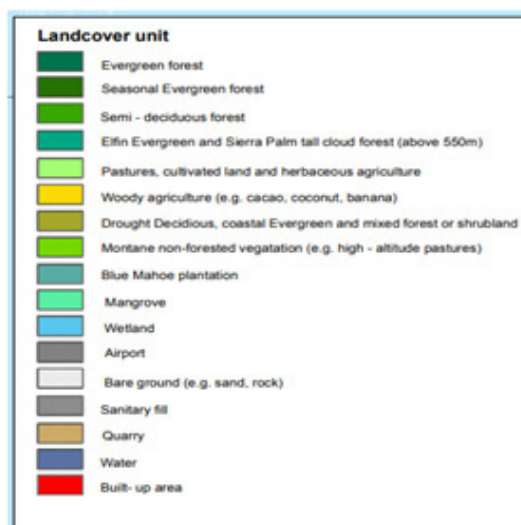 Landcover unit
Evergreen forest
Seasonal Evergreen forest
Semi - deciduous forest
Elfin Evergreen and Sierra Palm tall cloud forest (above 550m)
Pastures, cultivated land and herbaceous agriculture
Woody agriculture (e.g. cacao, coconut, banana)
Drought Decidious, coastal Evergreen and mixed forest or shrubland
Montane non-forested vegatation (e.g. high - altitude pastures)
Blue Mahoe plantation
Mangrove
Wetland
Airport
Bare ground (e.g. sand, rock)
Sanitary fill
Quarry
Water
Built- up area